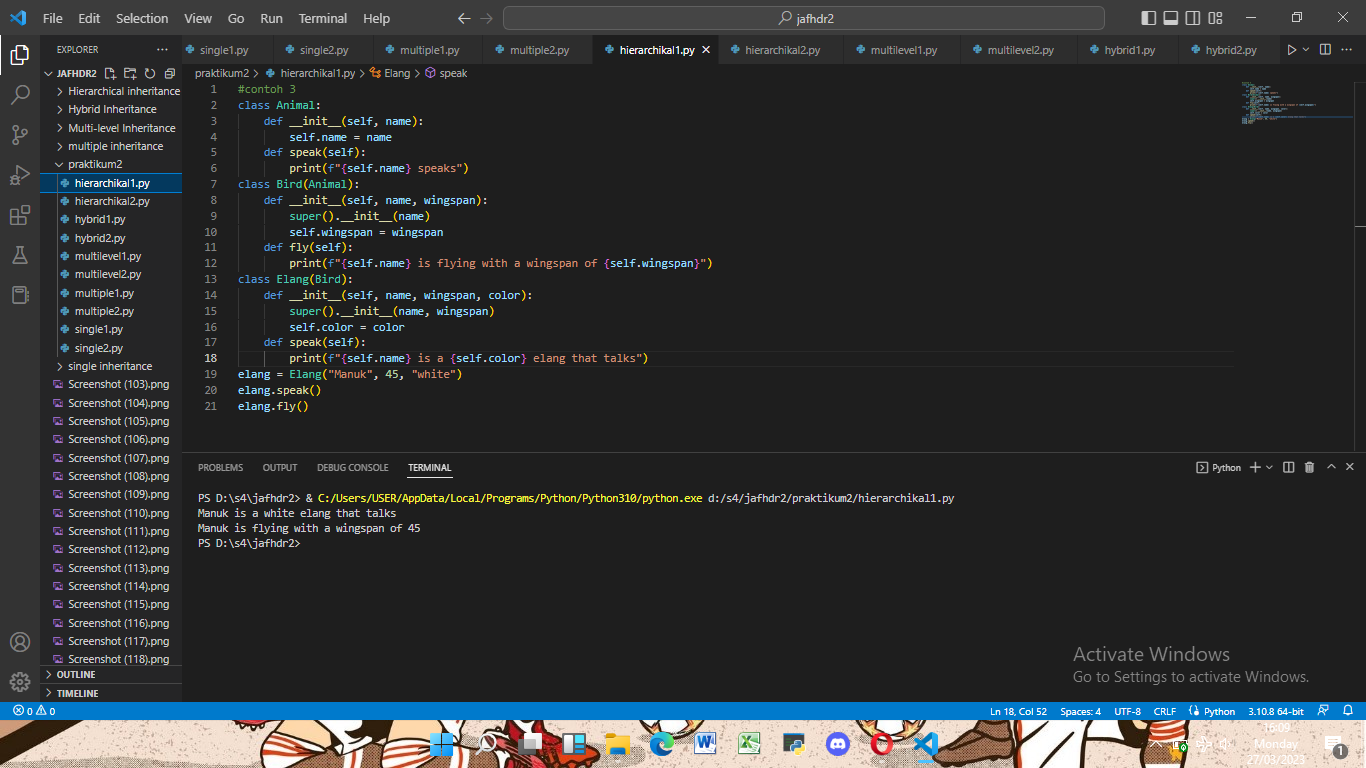 File Edit Selection View Go Run Terminal Help
jafhdr2
EXPLORER
single1.py single2.py multiple1.py multiple2.py hierarchikal1.py hierarchikal2.py multilevel1.py multilevel2.py hybrid1.py hybrid2.py
JAFHDR2
Hierarchical inheritance
Hybrid Inheritance
Multi-level Inheritance
multiple inheritance
praktikum2
hierarchikal1.py
hierarchikal2.py
hybrid1.py
hybrid2.py
multilevel1.py
multilevel2.py
multiple1.py
multiple2.py
single1.py
single2.py
single inheritance
Screenshot (103).png
Screenshot (104).png
Screenshot (105).png
Screenshot (106).png
Screenshot (107).png
Screenshot (108).png
Screenshot (109).png
Screenshot (110).png
Screenshot (111).png
Screenshot (112).png
Screenshot (113).png
Screenshot (114).png
Screenshot (115).png
Screenshot (116).png
Screenshot (117).png
Screenshot (118).png
OUTLINE
TIMELINE
praktikum2 > hierarchikal1.py > Elang > speak
1 #contoh 3
2 class Animal:
3     def __init__(self, name):
4         self.name = name
5     def speak(self):
6         print(f"{self.name} speaks")
7 class Bird(Animal):
8     def __init__(self, name, wingspan):
9         super().__init__(name)
10         self.wingspan = wingspan
11     def fly(self):
12         print(f"{self.name} is flying with a wingspan of {self.wingspan}")
13 class Elang(Bird):
14     def __init__(self, name, wingspan, color):
15         super().__init__(name, wingspan)
16         self.color = color
17     def speak(self):
18         print(f"{self.name} is a {self.color} elang that talks")
19 elang = Elang("Manuk", 45, "white")
20 elang.speak()
21 elang.fly()
PROBLEMS OUTPUT DEBUG CONSOLE TERMINAL
Python
PS D:\s4\jafhdr2> & C:/Users/USER/AppData/Local/Programs/Python/Python310/python.exe d:/s4/jafhdr2/praktikum2/hierarchikal1.py
Manuk is a white elang that talks
Manuk is flying with a wingspan of 45
PS D:\s4\jafhdr2>
Activate Windows
Go to Settings to activate Windows.
0 0
Ln 18, Col 52 Spaces: 4 UTF-8 CRLF Python 3.10.8 64-bit
16:09
Monday
27/03/2023
1